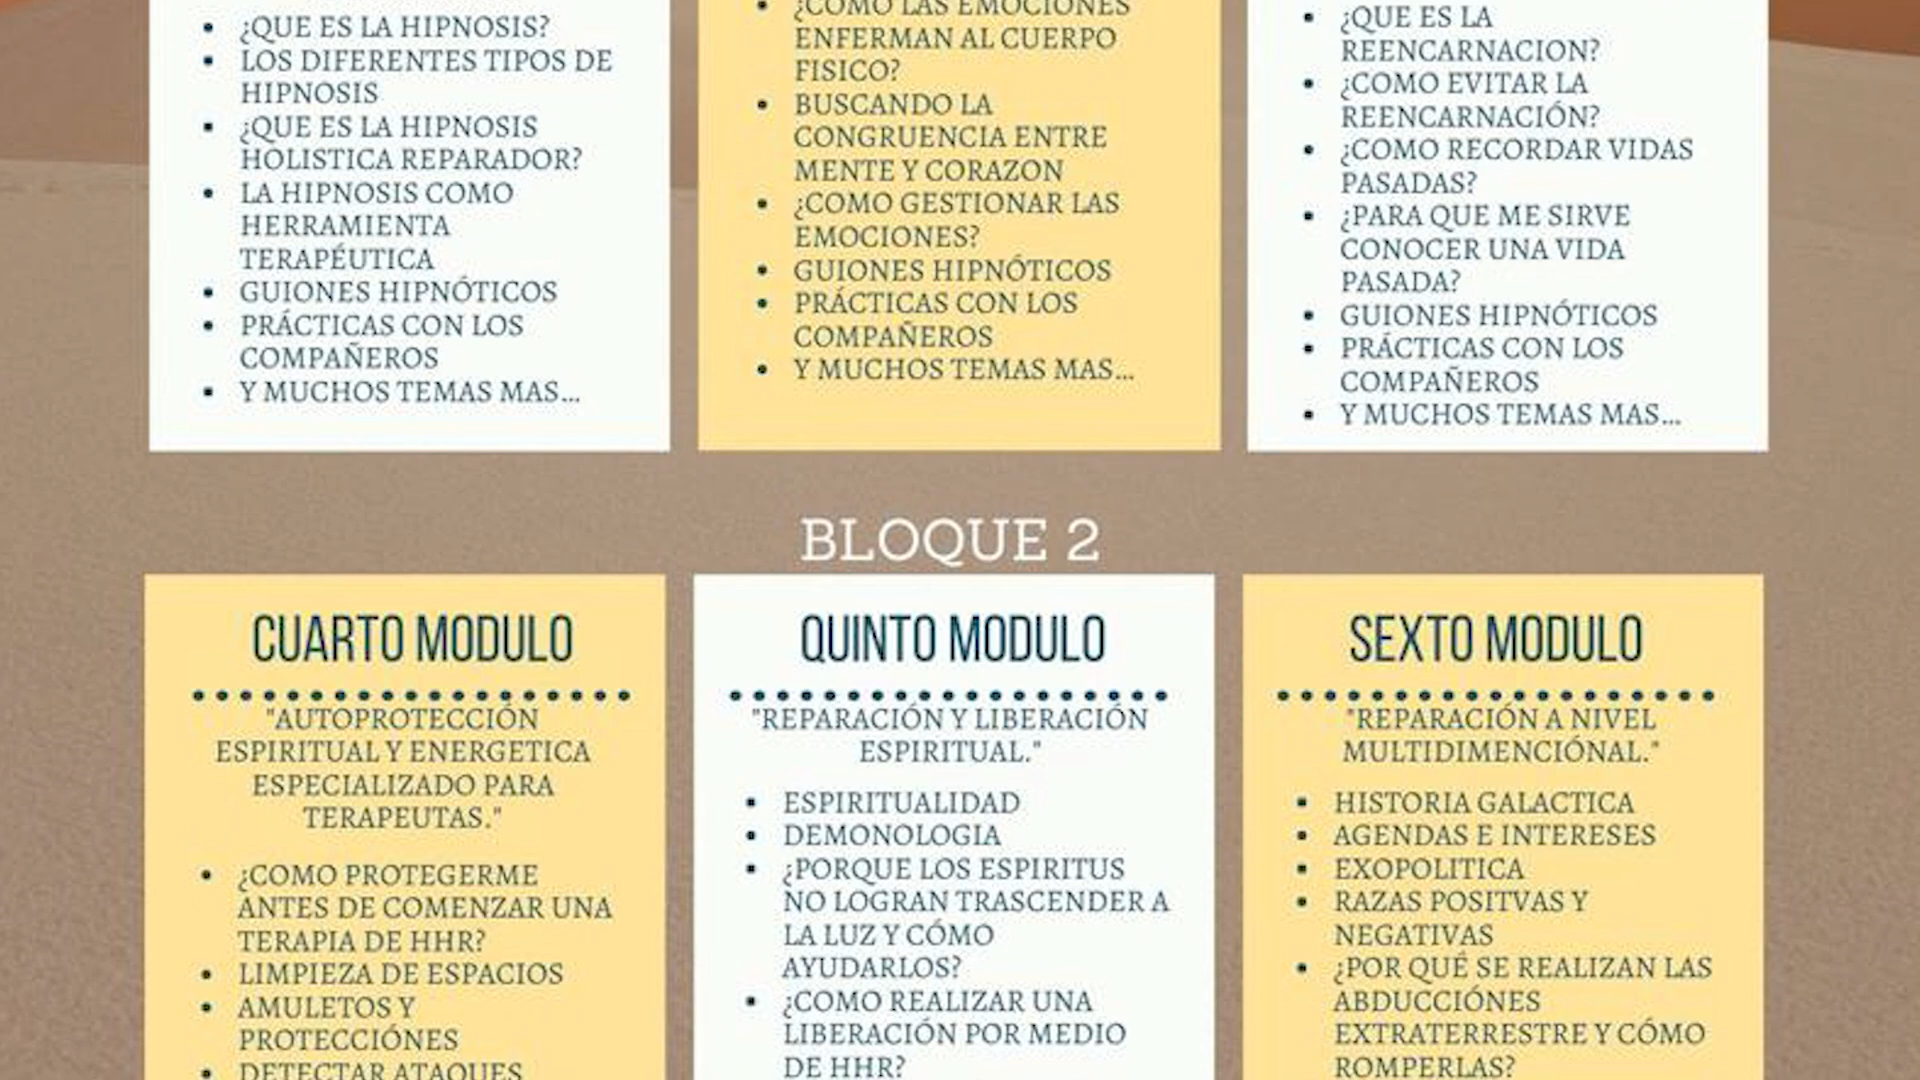 ¿QUE ES LA HIPNOSIS?
LOS DIFERENTES TIPOS DE
HIPNOSIS
¿QUE ES LA HIPNOSIS
HOLISTICA REPARADOR?
LA HIPNOSIS COMO
HERRAMIENTA
TERAPÉUTICA
GUIONES HIPNÓTICOS
PRÁCTICAS CON LOS
COMPAÑEROS
Y MUCHOS TEMAS MAS...
¿COMO LAS EMOCIONES
ENFERMAN AL CUERPO
FISICO?
BUSCANDO LA
CONGRUENCIA ENTRE
MENTE Y CORAZON
¿COMO GESTIONAR LAS
EMOCIONES?
GUIONES HIPNÓTICOS
PRÁCTICAS CON LOS
COMPAÑEROS
Y MUCHOS TEMAS MAS...
¿QUE ES LA
REENCARNACION?
¿COMO EVITAR LA
REENCARNACIÓN?
¿COMO RECORDAR VIDAS
PASADAS?
¿PARA QUE ME SIRVE
CONOCER UNA VIDA
PASADA?
GUIONES HIPNÓTICOS
PRÁCTICAS CON LOS
COMPAÑEROS
Y MUCHOS TEMAS MAS...
BLOQUE 2
CUARTO MODULO
"AUTOPROTECCIÓN
ESPIRITUAL Y ENERGETICA
ESPECIALIZADO PARA
TERAPEUTAS."
¿COMO PROTEGERME
ANTES DE COMENZAR UNA
TERAPIA DE HHR?
LIMPIEZA DE ESPACIOS
AMULETOS Y
PROTECCIÓNES
DETECTAR ATAQUES
QUINTO MODULO
"REPARACIÓN Y LIBERACIÓN
ESPIRITUAL."
ESPIRITUALIDAD
DEMONOLOGIA
¿PORQUE LOS ESPIRITUS
NO LOGRAN TRASCENDER A
LA LUZ Y CÓMO
AYUDARLOS?
¿COMO REALIZAR UNA
LIBERACIÓN POR MEDIO
DE HHR?
SEXTO MODULO
"REPARACIÓN A NIVEL
MULTIDIMENCIÓNAL."
HISTORIA GALACTICA
AGENDAS E INTERESES
EXOPOLITICA
RAZAS POSITVAS Y
NEGATIVAS
¿POR QUÉ SE REALIZAN LAS
ABDUCCIÓNES
EXTRATERRESTRE Y CÓMO
ROMPERLAS?